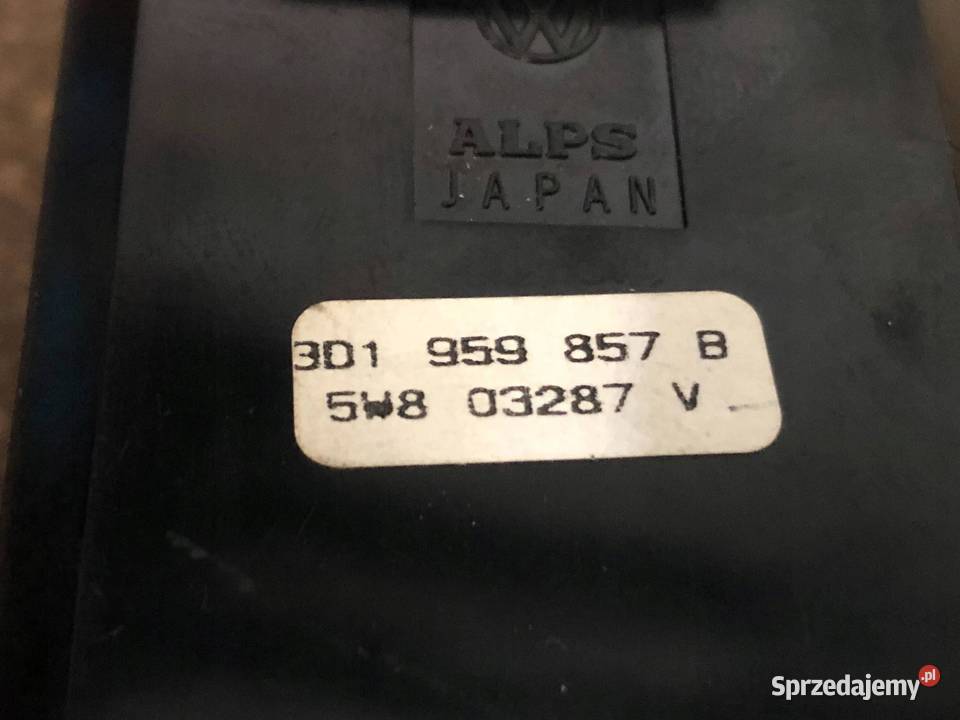 ALPS
JAPAN
3D1 959 857 B
5W8 03287 V
Sprzedajemy.pl